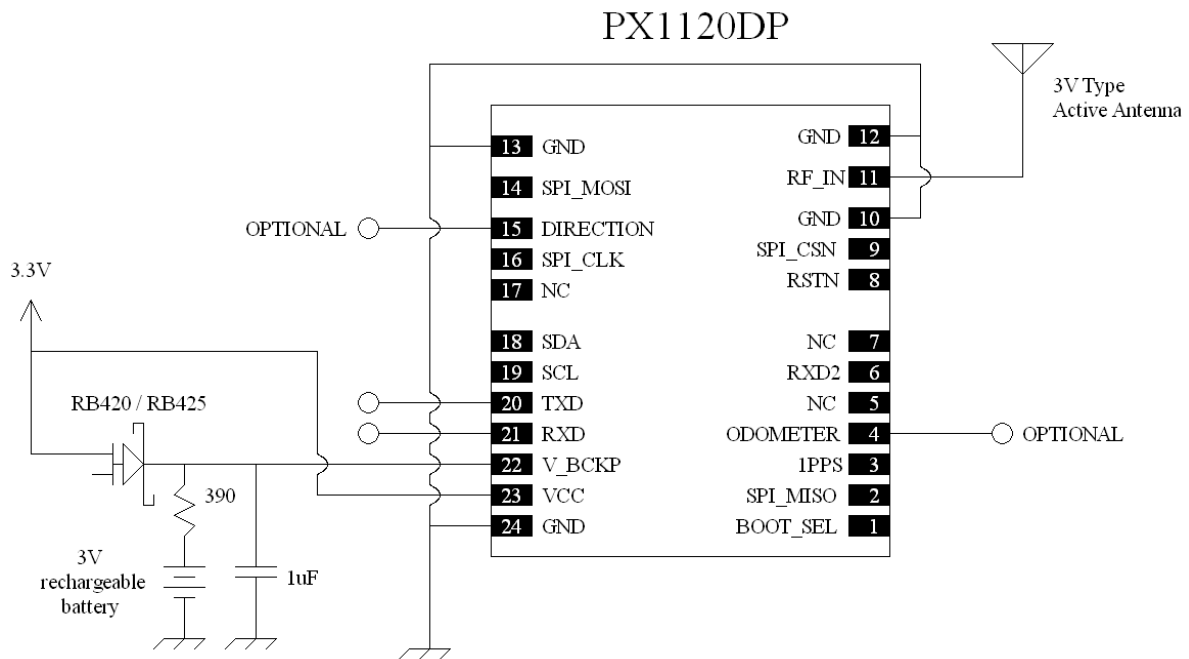 PX1120DP
3V Type
Active Antenna
13 GND
14 SPI_MOSI
OPTIONAL
15 DIRECTION
16 SPI_CLK
17 NC
18 SDA
19 SCL
20 TXD
21 RXD
22 V_BCKP
23 VCC
24 GND
GND 12
RF_IN 11
GND 10
SPI_CSN 9
RSTN 8
NC 7
RXD2 6
NC 5
ODOMETER 4
OPTIONAL
1PPS 3
SPI_MISO 2
BOOT_SEL 1
3.3V
RB420 / RB425
390
3V
rechargeable
battery
1uF